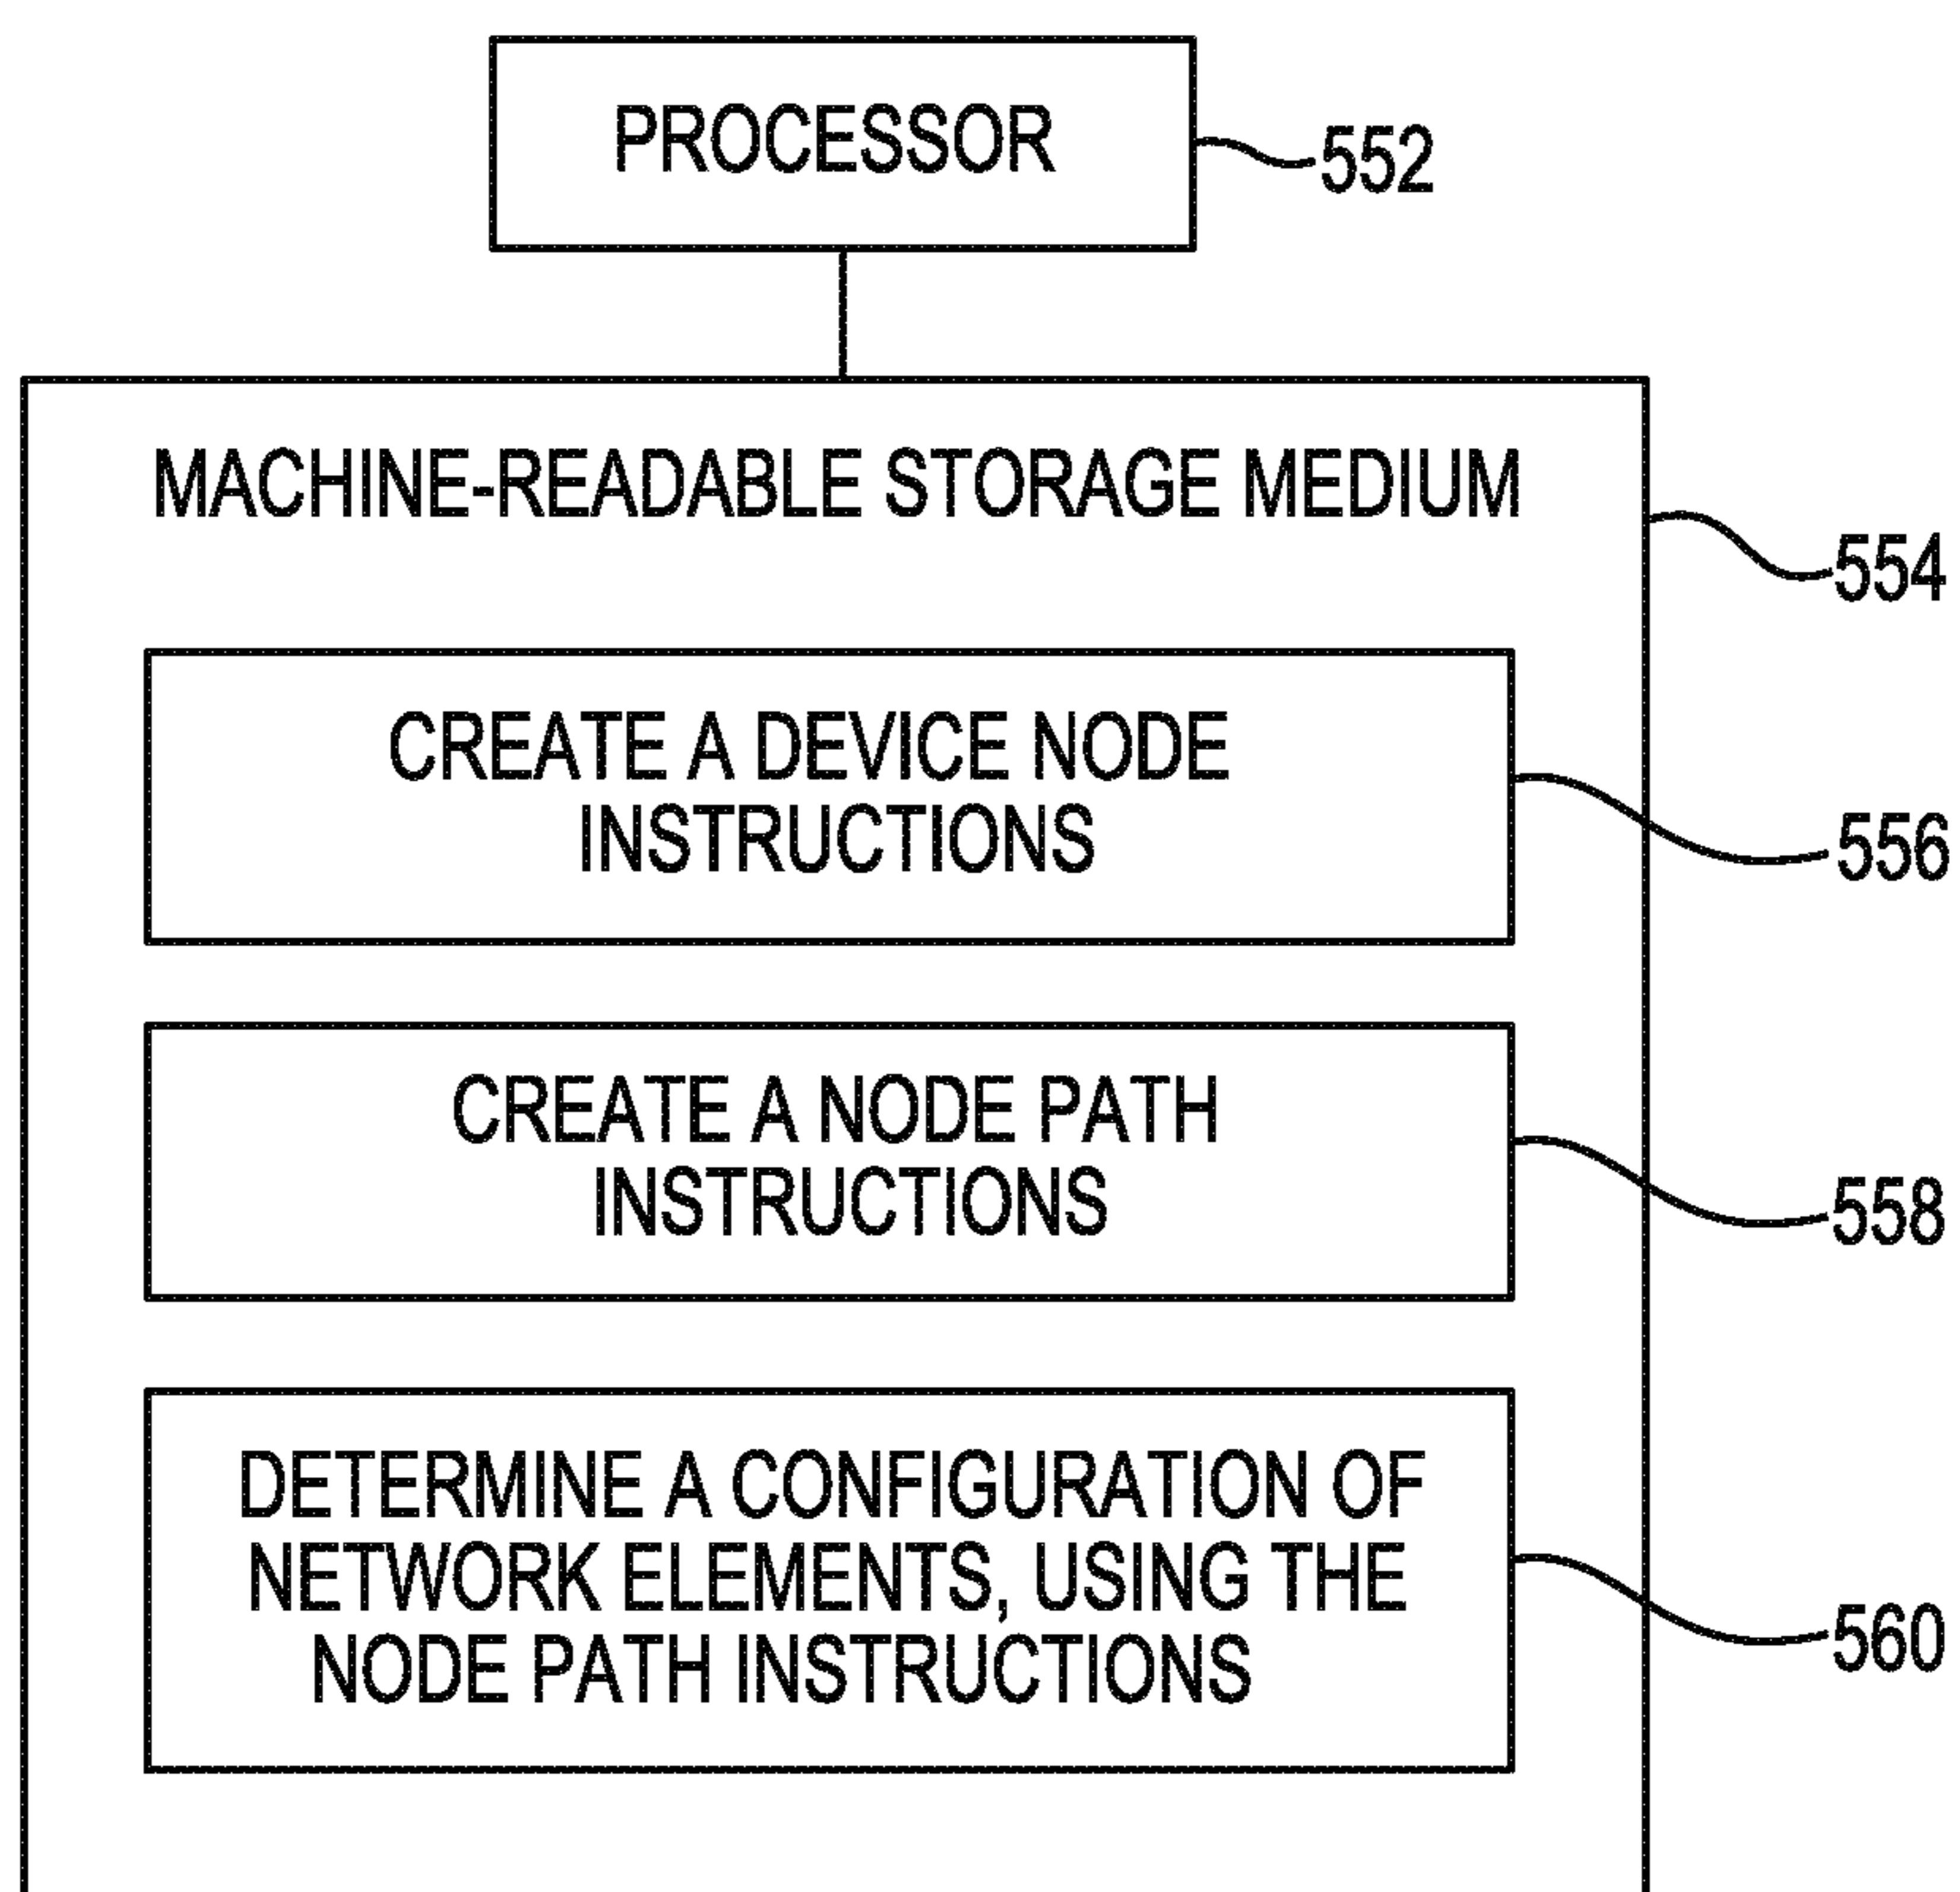 PROCESSOR
552
MACHINE-READABLE STORAGE MEDIUM
554
CREATE A DEVICE NODE
INSTRUCTIONS
556
CREATE A NODE PATH
INSTRUCTIONS
558
DETERMINE A CONFIGURATION OF
NETWORK ELEMENTS, USING THE
NODE PATH INSTRUCTIONS
560